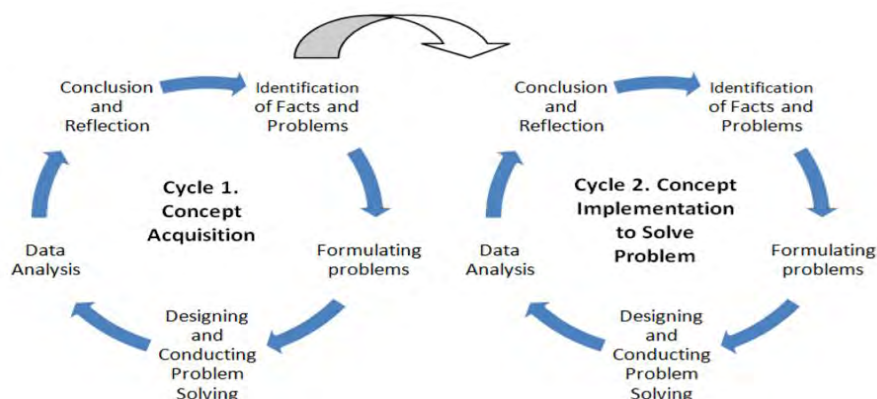 Conclusion
and
Reflection
Identification
of Facts and
Problems
Cycle 1.
Concept
Acquisition
Formulating
problems
Designing
and
Conducting
Problem
Solving
Data
Analysis
Conclusion
and
Reflection
Identification
of Facts and
Problems
Cycle 2. Concept
Implementation
to Solve
Problem
Formulating
problems
Designing
and
Conducting
Problem
Solving
Data
Analysis